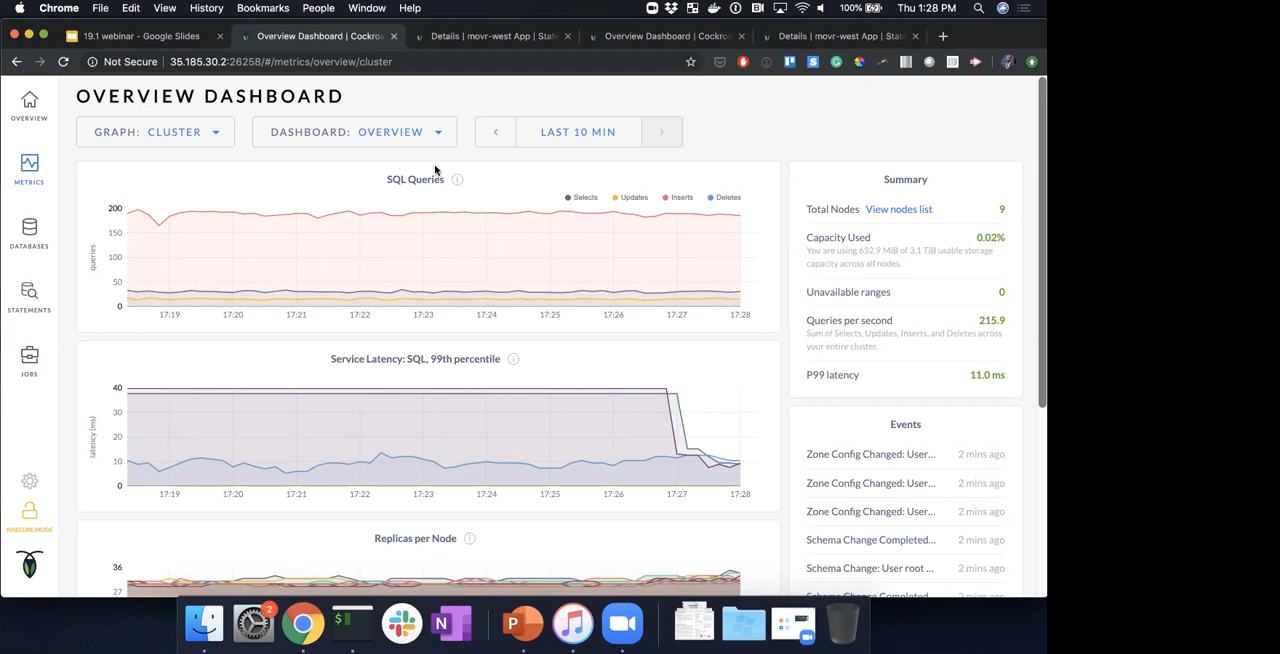 Chrome File Edit View History Bookmarks People Window Help 100% Thu 1:28 PM
19.1 webinar - Google Slides
Overview Dashboard | Cockro
Details | movr-west App | State
Overview Dashboard | Cockro
Details | movr-west App | State
Not Secure 35.185.30.2:26258/#/metrics/overview/cluster
OVERVIEW DASHBOARD
OVERVIEW
METRICS
DATABASES
STATEMENTS
JOBS
INSECURE MODE
GRAPH: CLUSTER
DASHBOARD: OVERVIEW
< LAST 10 MIN >
SQL Queries
Selects Updates Inserts Deletes
queries
200
150
100
50
0
17:19 17:20 17:21 17:22 17:23 17:24 17:25 17:26 17:27 17:28
Service Latency: SQL, 99th percentile
latency (ms)
40
30
20
10
0
17:19 17:20 17:21 17:22 17:23 17:24 17:25 17:26 17:27 17:28
Replicas per Node
36
27
Summary
Total Nodes View nodes list 9
Capacity Used 0.02%
You are using 632.9 MiB of 3.1 TiB usable storage
capacity across all nodes.
Unavailable ranges 0
Queries per second 215.9
Sum of Selects, Updates, Inserts, and Deletes across
your entire cluster.
P99 latency 11.0 ms
Events
Zone Config Changed: User... 2 mins ago
Zone Config Changed: User... 2 mins ago
Zone Config Changed: User... 2 mins ago
Schema Change Completed... 2 mins ago
Schema Change: User root ... 2 mins ago
Schema Change Completed
2